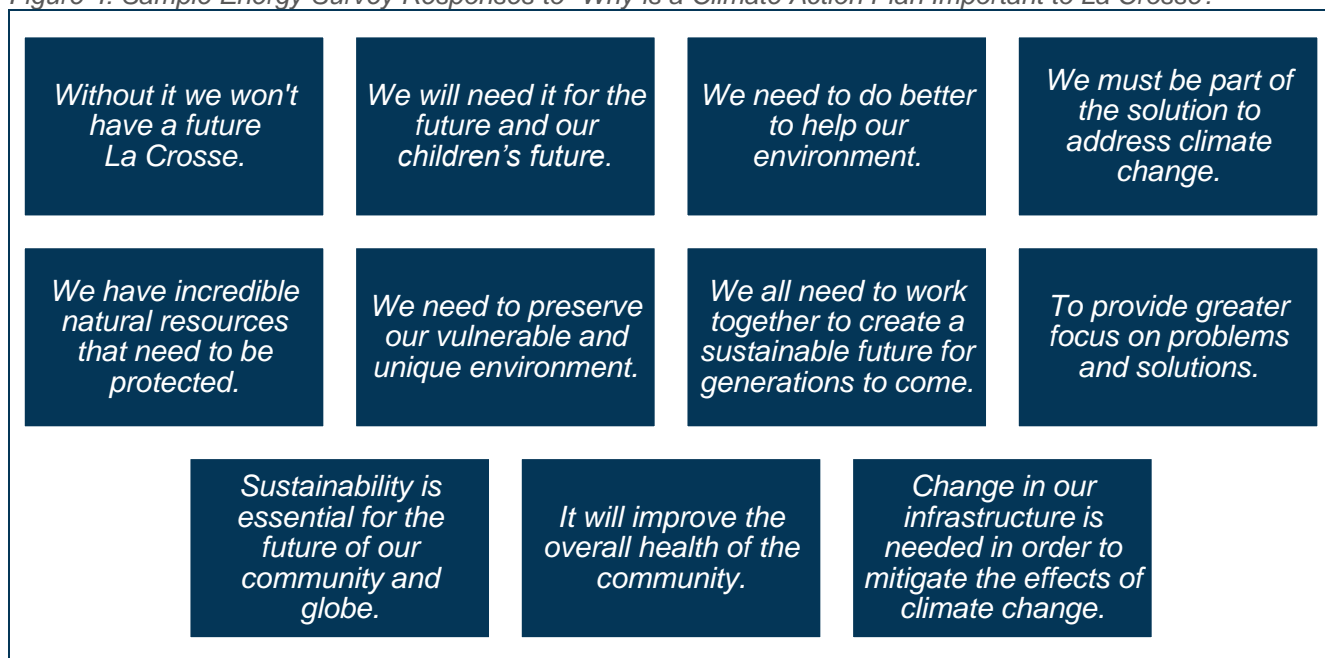 Figure 4: Sample Energy Survey Responses to "Why is a Climate Action Plan Important to La Crosse?"
Without it we won't
have a future
La Crosse.
We will need it for the
future and our
children’s future.
We need to do better
to help our
environment.
We must be part of
the solution to
address climate
change.
We have incredible
natural resources
that need to be
protected.
We need to preserve
our vulnerable and
unique environment.
We all need to work
together to create a
sustainable future for
generations to come.
To provide greater
focus on problems
and solutions.
Sustainability is
essential for the
future of our
community and
globe.
It will improve the
overall health of the
community.
Change in our
infrastructure is
needed in order to
mitigate the effects of
climate change.